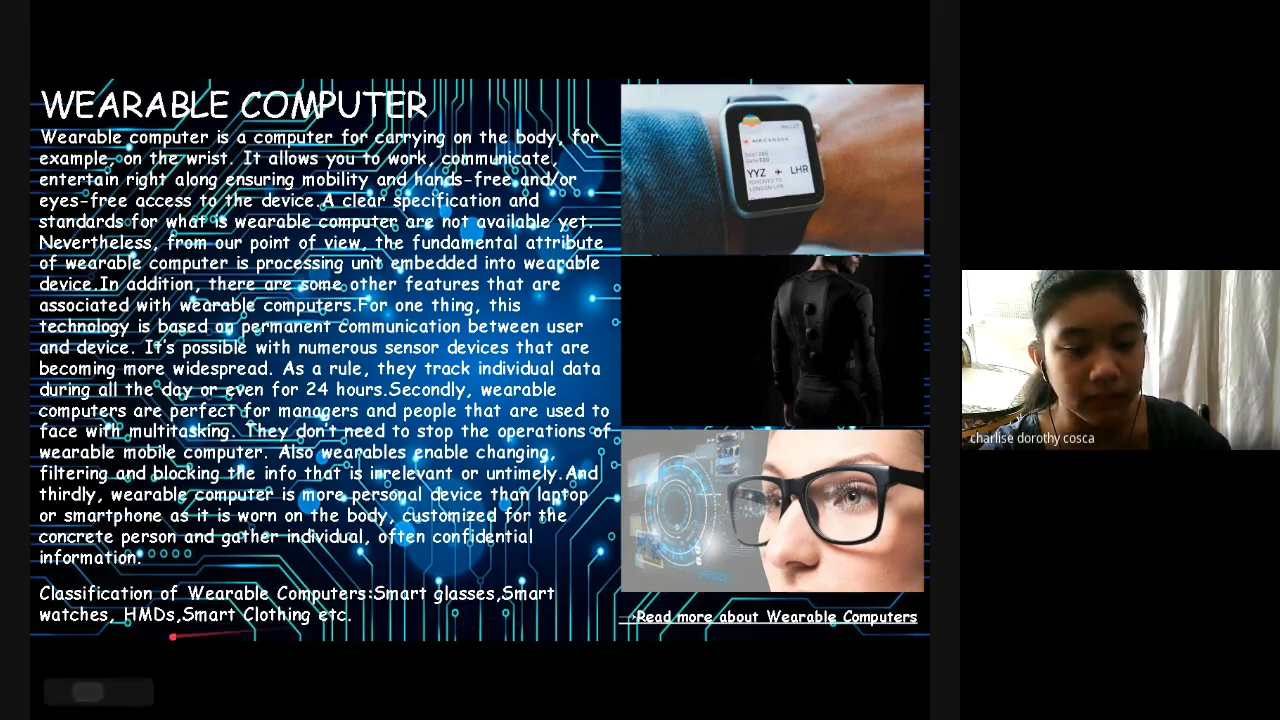 WEARABLE COMPUTER
Wearable computer is a computer for carrying on the body, for
example, on the wrist. It allows you to work, communicate,
entertain right along ensuring mobility and hands-free and/or
eyes-free access to the device.A clear specification and
standards for what is wearable computer are not available yet.
Nevertheless, from our point of view, the fundamental attribute
of wearable computer is processing unit embedded into wearable
device.In addition, there are some other features that are
associated with wearable computers.For one thing, this
technology is based on permanent communication between user
and device. It's possible with numerous sensor devices that are
becoming more widespread. As a rule, they track individual data
during all the day or even for 24 hours.Secondly, wearable
computers are perfect for managers and people that are used to
face with multitasking. They don't need to stop the operations of
wearable mobile computer. Also wearables enable changing,
filtering and blocking the info that is irrelevant or untimely.And
thirdly, wearable computer is more personal device than laptop
or smartphone as it is worn on the body, customized for the
concrete person and gather individual, often confidential
information.
Classification of Wearable Computers:Smart glasses,Smart
watches, HMDs,Smart Clothing etc.
WALLET
AIR CANADA
YYZ LHR
TORONTO TO
LONDON LHR
→Read more about Wearable Computers
charlise dorothy cosca